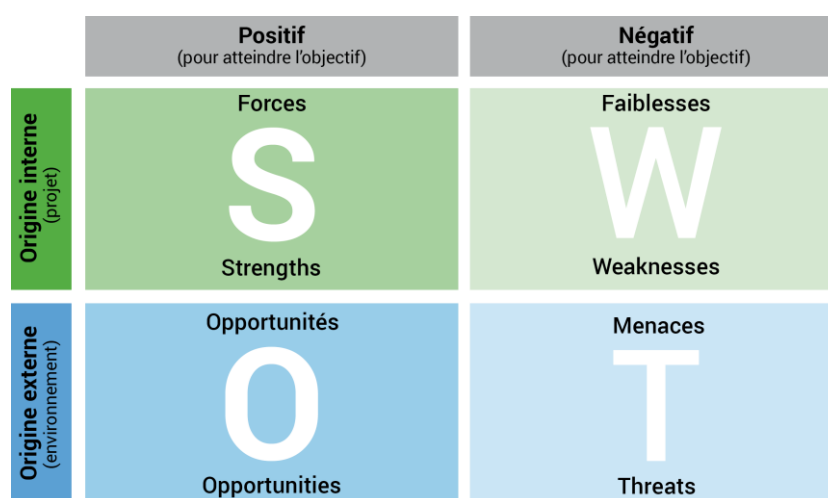 Positif
(pour atteindre l'objectif)
Négatif
(pour atteindre l'objectif)
Origine interne
(projet)
Forces
S
Strengths
Faiblesses
W
Weaknesses
Origine externe
(environnement)
Opportunités
O
Opportunities
Menaces
T
Threats